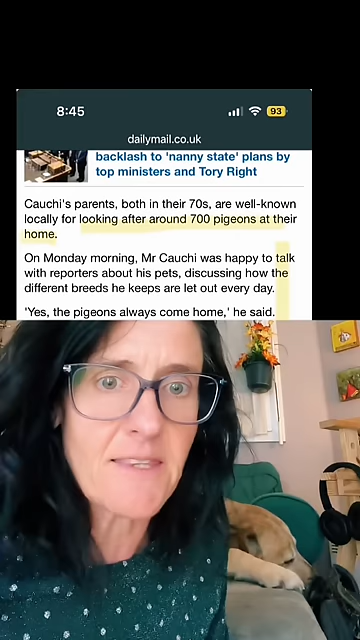 8:45
93
dailymail.co.uk
backlash to 'nanny state' plans by
top ministers and Tory Right
Cauchi's parents, both in their 70s, are well-known
locally for looking after around 700 pigeons at their
home.
On Monday morning, Mr Cauchi was happy to talk
with reporters about his pets, discussing how the
different breeds he keeps are let out every day.
'Yes, the pigeons always come home,' he said.